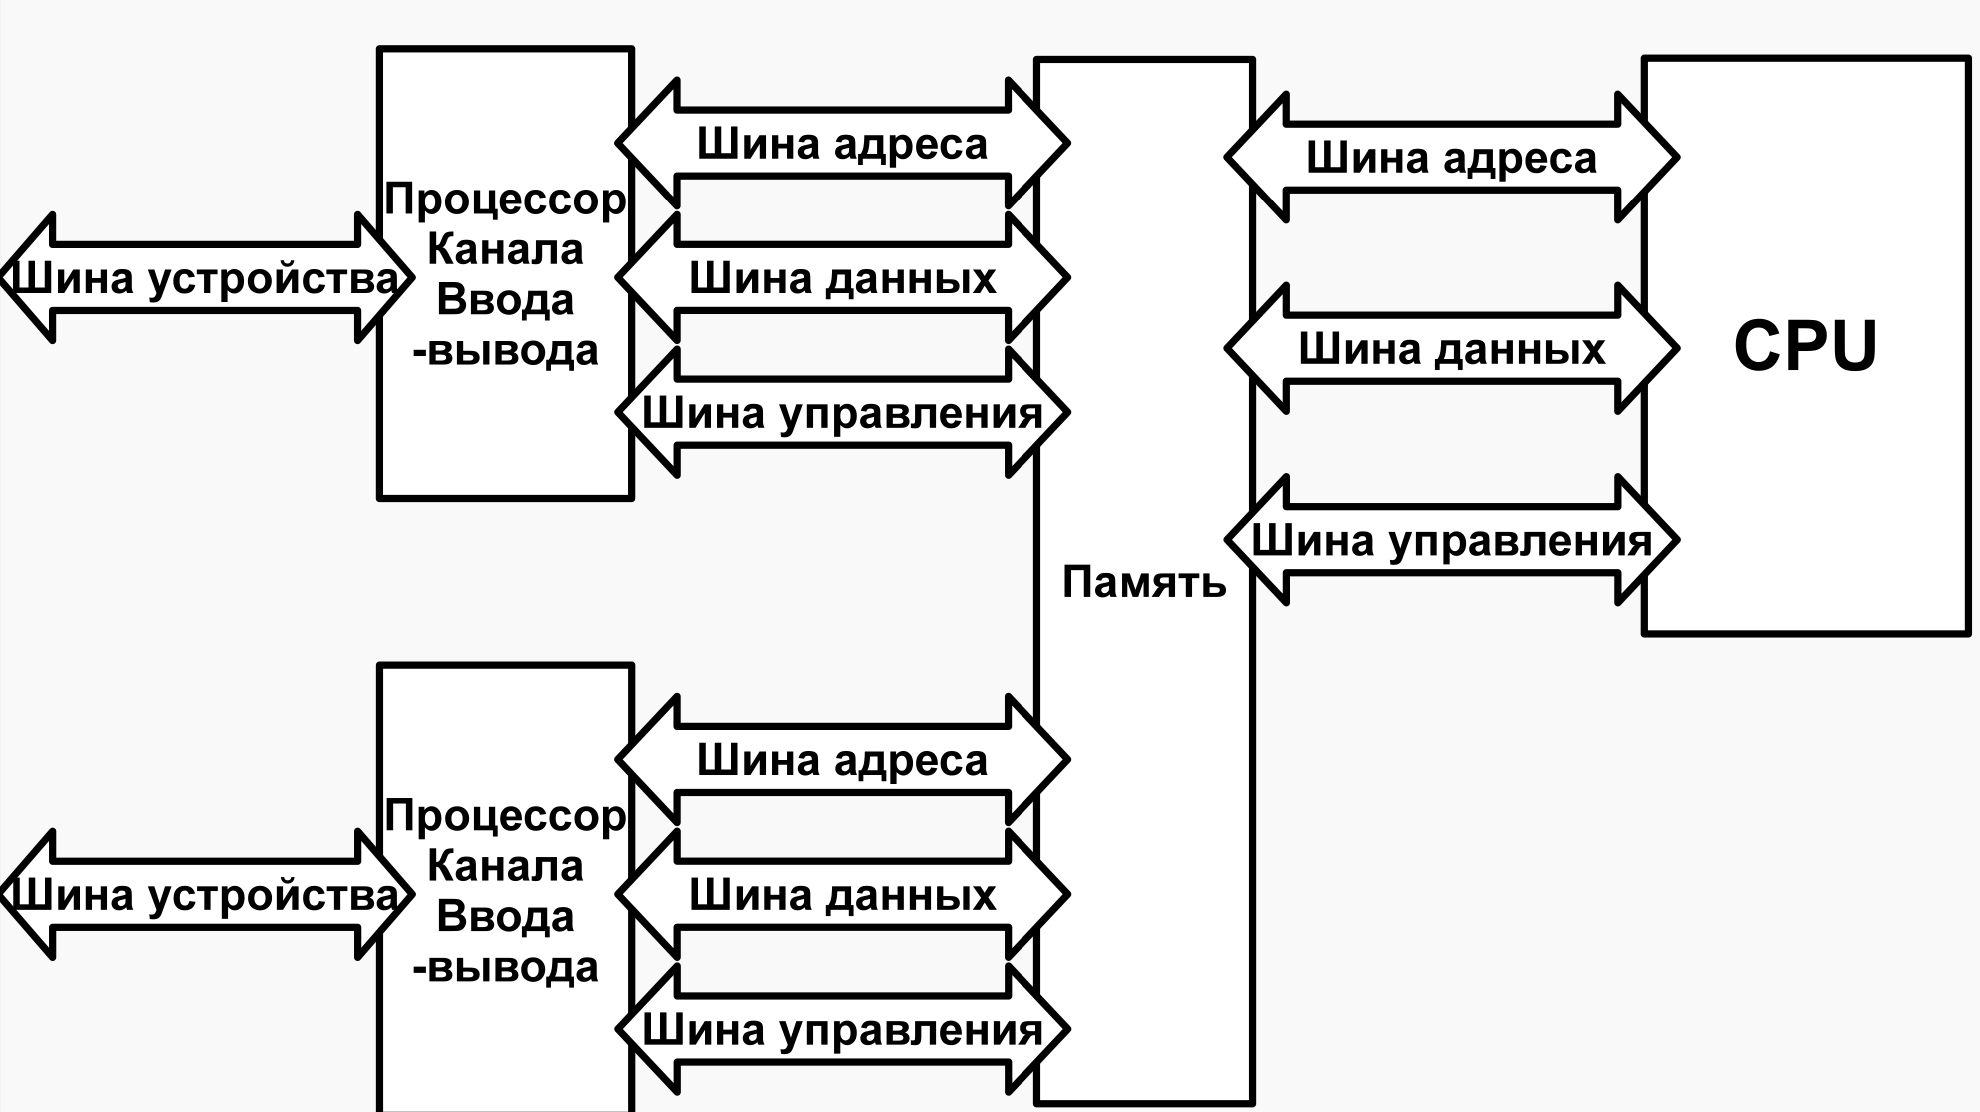 Шина устройства
Процессор
Канала
Ввода
-вывода
Шина адреса
Шина данных
Шина управления
Память
Шина адреса
Шина данных
Шина управления
CPU
Шина устройства
Процессор
Канала
Ввода
-вывода
Шина адреса
Шина данных
Шина управления